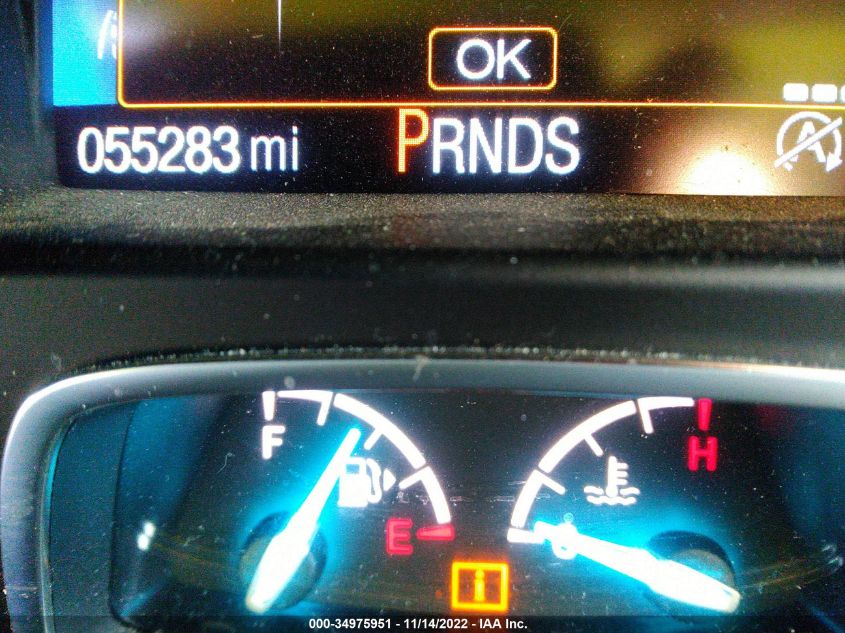 OK
055283 mi PRNDS A
F H
E
i
000-34975951 - 11/14/2022 - IAA Inc.